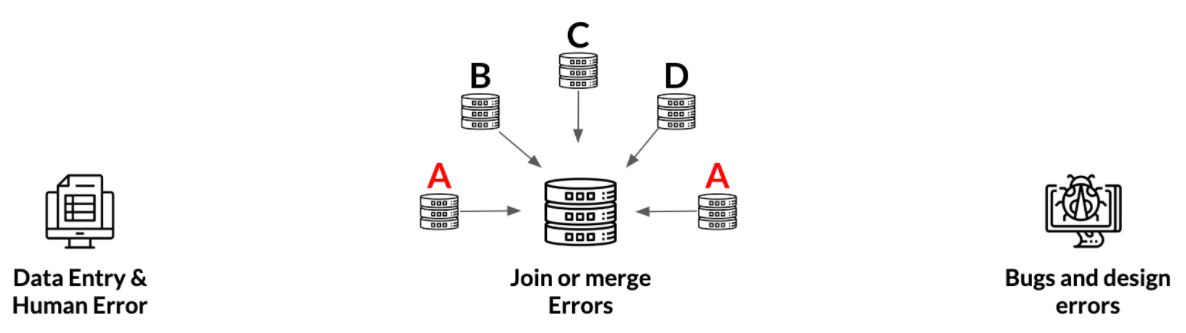 C
B
D
A
A
Data Entry &
Human Error
Join or merge
Errors
Bugs and design
errors